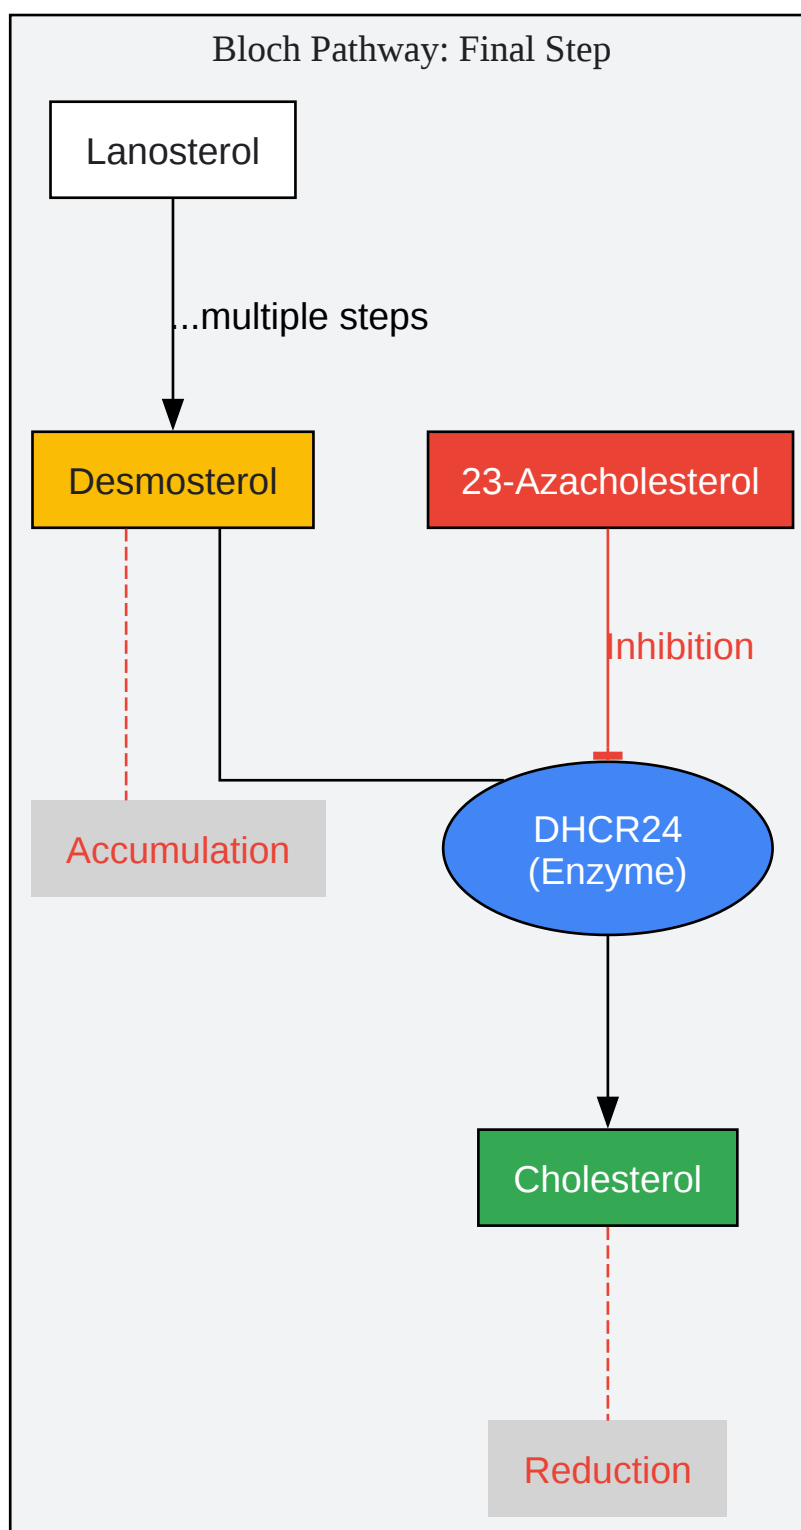 Bloch Pathway: Final Step
Lanosterol
...multiple steps
Desmosterol
23-Azacholesterol
Inhibition
DHCR24
(Enzyme)
Accumulation
Cholesterol
Reduction